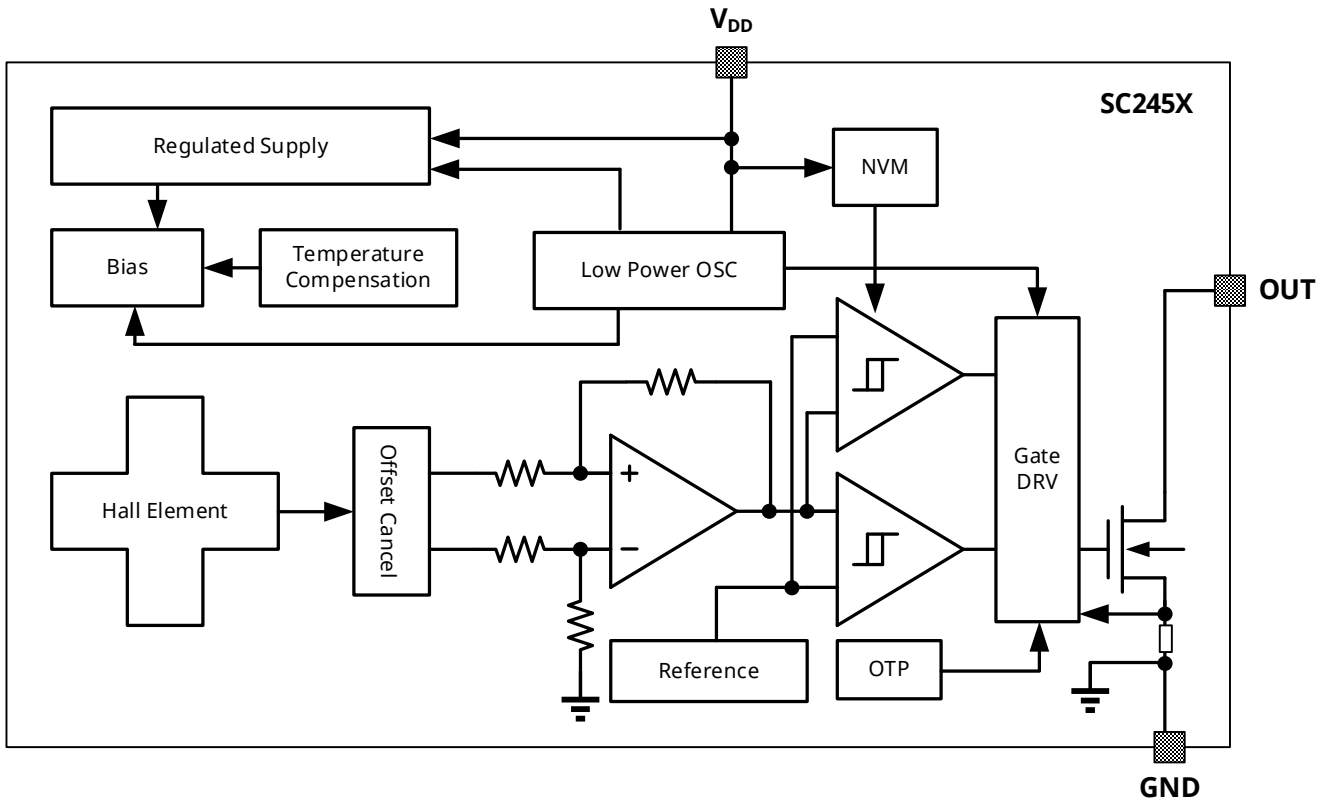 VDD
SC245X
Regulated Supply
NVM
Bias
Temperature
Compensation
Low Power OSC
OUT
Hall Element
Offset Cancel
+
−
Gate
DRV
Reference
OTP
GND